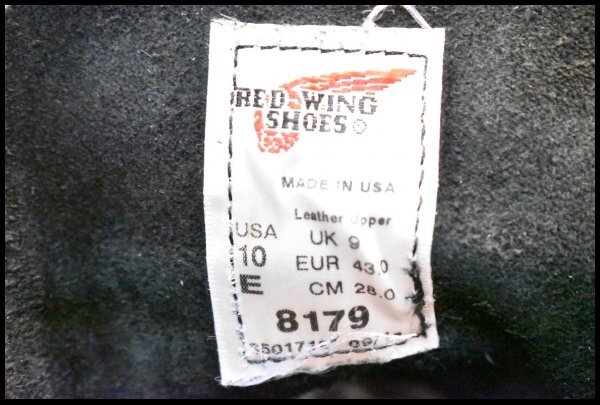 RED WING
SHOES®
MADE IN USA
Leather Upper
USA UK 9
10 EUR 43.0
E CM 28.0
8179